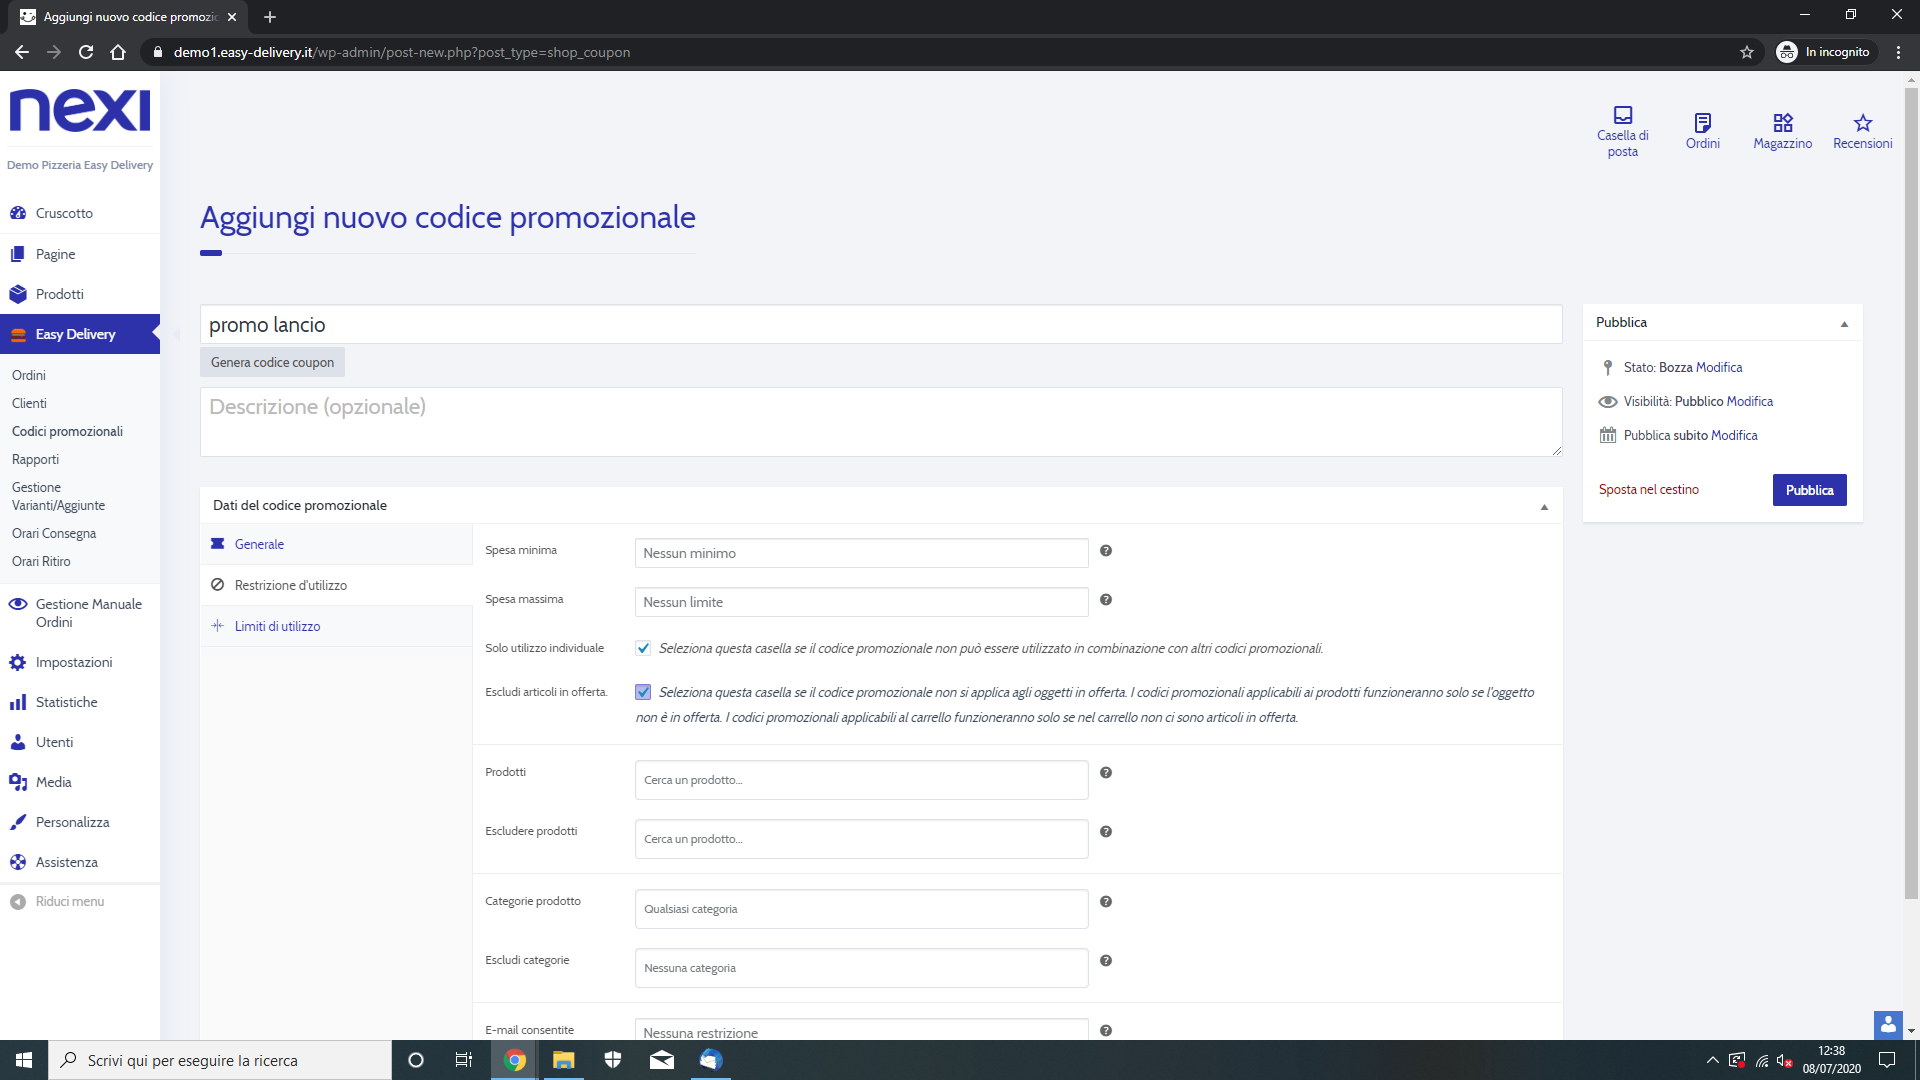 Aggiungi nuovo codice promozio
demo1.easy-delivery.it/wp-admin/post-new.php?post_type=shop_coupon
In incognito
nexi
Demo Pizzeria Easy Delivery
Cruscotto
Pagine
Prodotti
Easy Delivery
Ordini
Clienti
Codici promozionali
Rapporti
Gestione
Varianti/Aggiunte
Orari Consegna
Orari Ritiro
Gestione Manuale
Ordini
Impostazioni
Statistiche
Utenti
Media
Personalizza
Assistenza
Riduci menu
Casella di
posta
Ordini
Magazzino
Recensioni
Aggiungi nuovo codice promozionale
promo lancio
Genera codice coupon
Descrizione (opzionale)
Dati del codice promozionale
Generale
Restrizione d'utilizzo
Limiti di utilizzo
Spesa minima
Nessun minimo
Spesa massima
Nessun limite
Solo utilizzo individuale
Seleziona questa casella se il codice promozionale non può essere utilizzato in combinazione con altri codici promozionali.
Escludi articoli in offerta.
Seleziona questa casella se il codice promozionale non si applica agli oggetti in offerta. I codici promozionali applicabili ai prodotti funzioneranno solo se l'oggetto
non è in offerta. I codici promozionali applicabili al carrello funzioneranno solo se nel carrello non ci sono articoli in offerta.
Prodotti
Cerca un prodotto...
Escludere prodotti
Cerca un prodotto...
Categorie prodotto
Qualsiasi categoria
Escludi categorie
Nessuna categoria
E-mail consentite
Nessuna restrizione
Pubblica
Stato: Bozza Modifica
Visibilità: Pubblico Modifica
Pubblica subito Modifica
Sposta nel cestino
Pubblica
Scrivi qui per eseguire la ricerca
12:38
08/07/2020